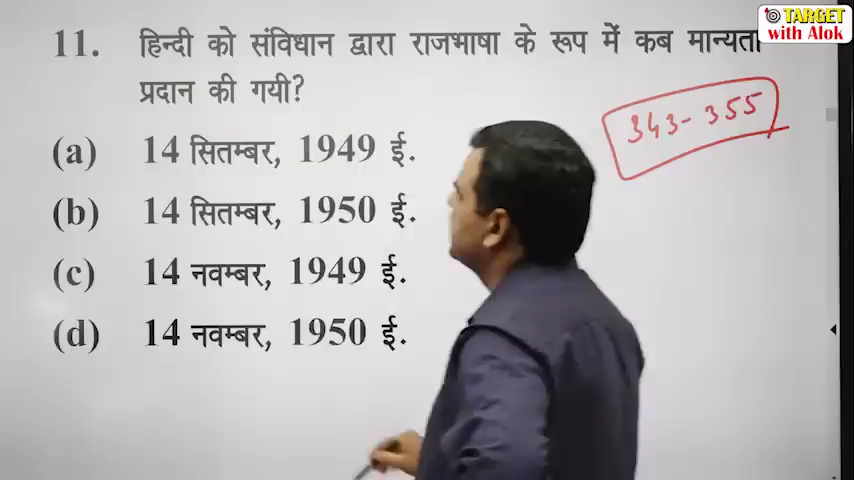 TARGET
with Alok
11. हिन्दी को संविधान द्वारा राजभाषा के रूप में कब मान्यता
प्रदान की गयी?
343-355
(a) 14 सितम्बर, 1949 ई.
(b) 14 सितम्बर, 1950 ई.
(c) 14 नवम्बर, 1949 ई.
(d) 14 नवम्बर, 1950 ई.